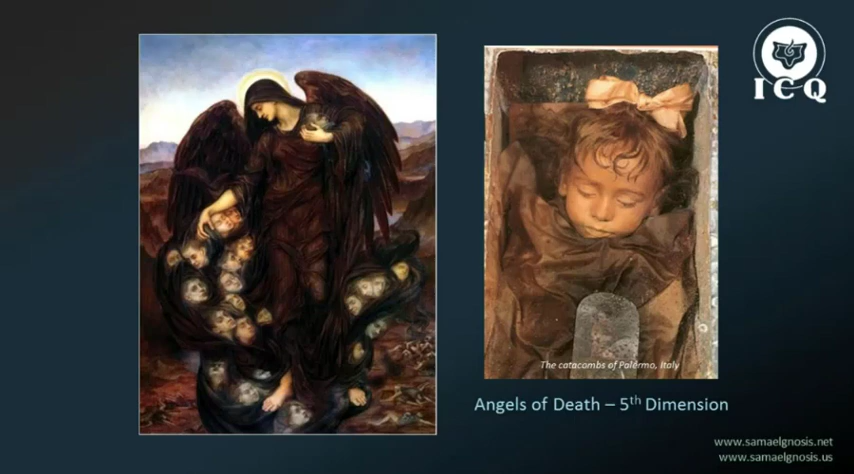 ICQ
The catacombs of Palermo, Italy
Angels of Death – 5th Dimension
www.samaelgnosis.net
www.samaelgnosis.us